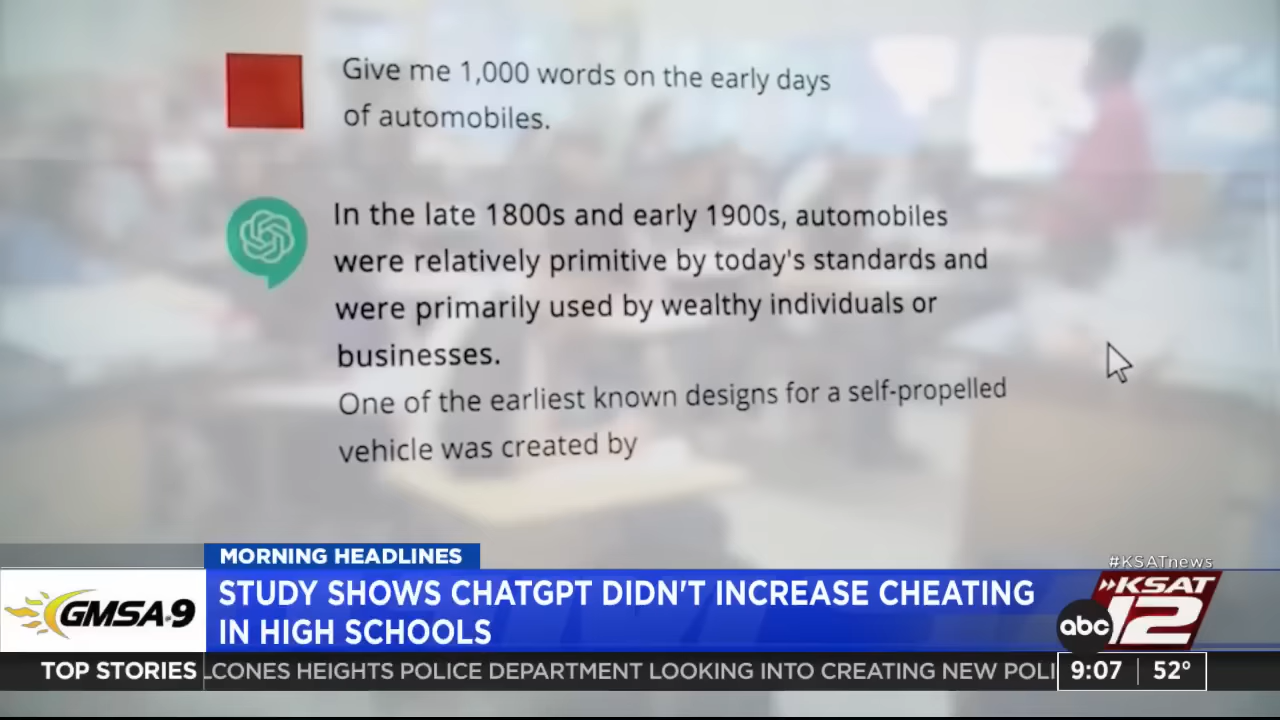 Give me 1,000 words on the early days
of automobiles.
In the late 1800s and early 1900s, automobiles
were relatively primitive by today's standards and
were primarily used by wealthy individuals or
businesses.
One of the earliest known designs for a self-propelled
vehicle was created by
MORNING HEADLINES
#KSATnews
GMSA@9
STUDY SHOWS CHATGPT DIDN'T INCREASE CHEATING
IN HIGH SCHOOLS
KSAT
abc 12
TOP STORIES LCONES HEIGHTS POLICE DEPARTMENT LOOKING INTO CREATING NEW POLI 9:07 52°